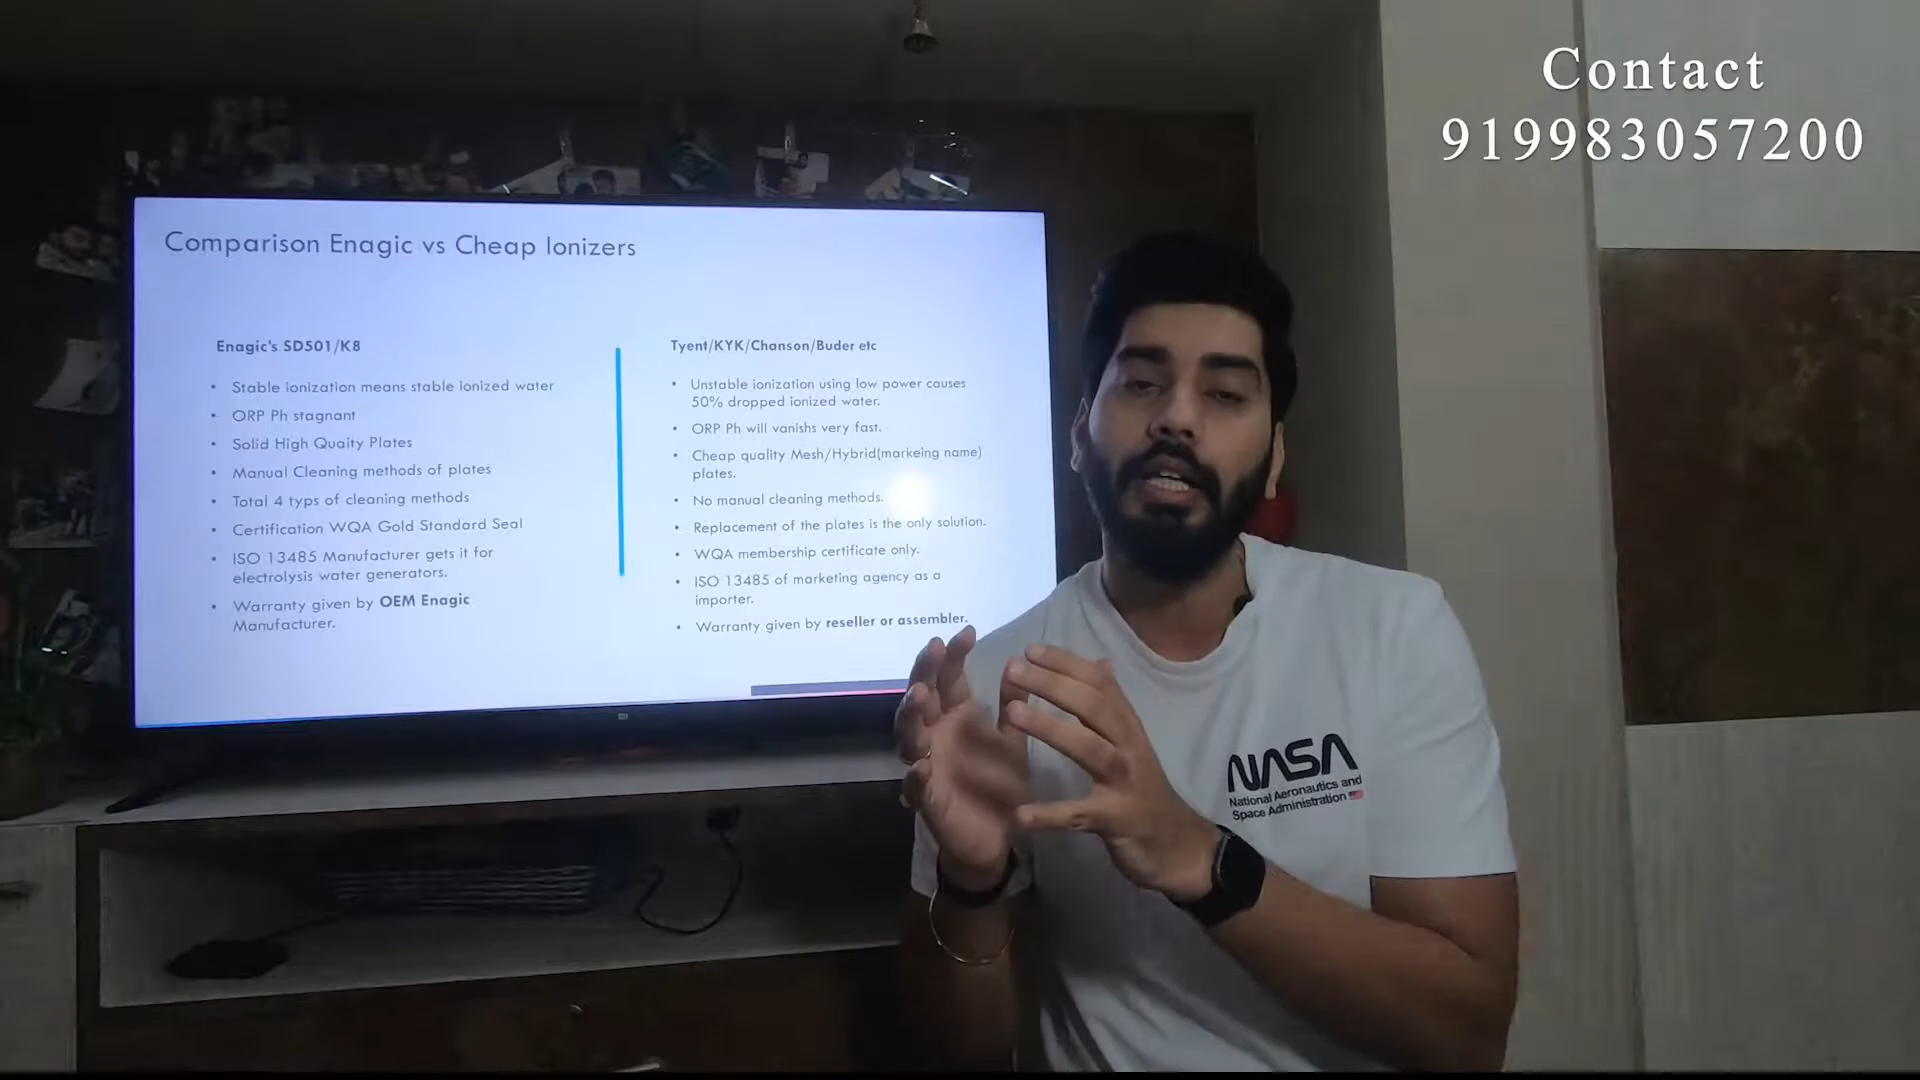 Contact
919983057200
Comparison Enagic vs Cheap Ionizers
Enagic's SD501/K8
• Stable ionization means stable ionized water
• ORP Ph stagnant
• Solid High Quaity Plates
• Manual Cleaning methods of plates
• Total 4 typs of cleaning methods
• Certification WQA Gold Standard Seal
• ISO 13485 Manufacturer gets it for
electrolysis water generators.
• Warranty given by OEM Enagic
Manufacturer.
Tyent/KYK/Chanson/Buder etc
• Unstable ionization using low power causes
50% dropped ionized water.
• ORP Ph will vanishs very fast.
• Cheap quality Mesh/Hybrid(markeing name)
plates.
• No manual cleaning methods.
• Replacement of the plates is the only solution.
• WQA membership certificate only.
• ISO 13485 of marketing agency as a
importer.
• Warranty given by reseller or assembler.
mi
NASA
National Aeronautics and
Space Administration